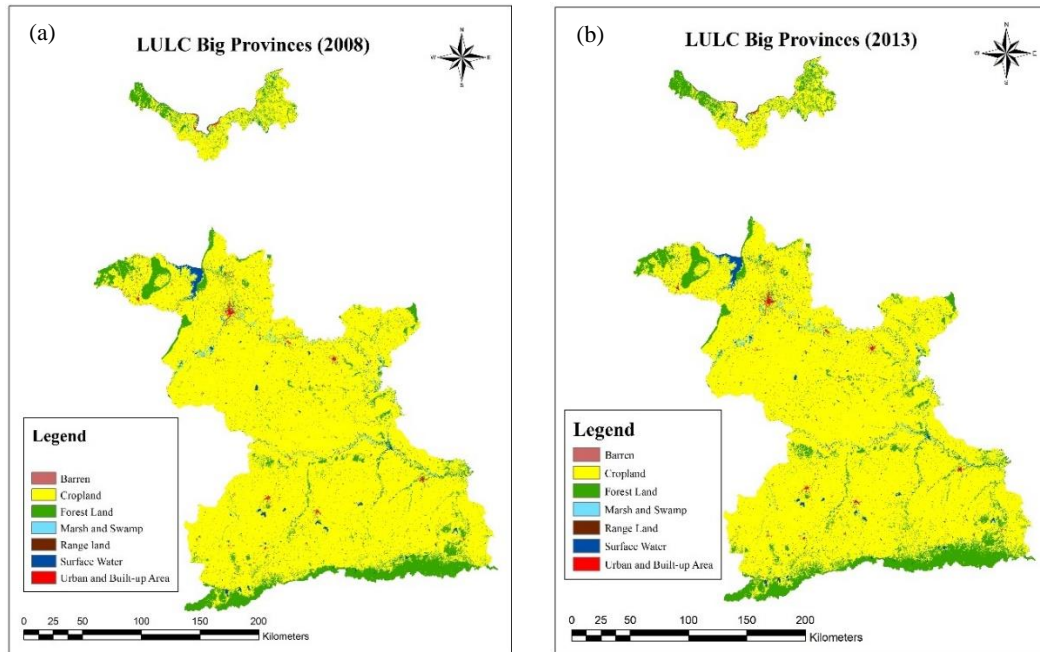 (a)
LULC Big Provinces (2008)
N
W
E
S
Legend
Barren
Cropland
Forest Land
Marsh and Swamp
Range land
Surface Water
Urban and Built-up Area
0 25 50 100 150 200
Kilometers
(b)
LULC Big Provinces (2013)
N
W
S
Legend
Barren
Cropland
Forest Land
Marsh and Swamp
Range Land
Surface Water
Urban and Built-up Area
0 25 50 100 150 200
Kilometers